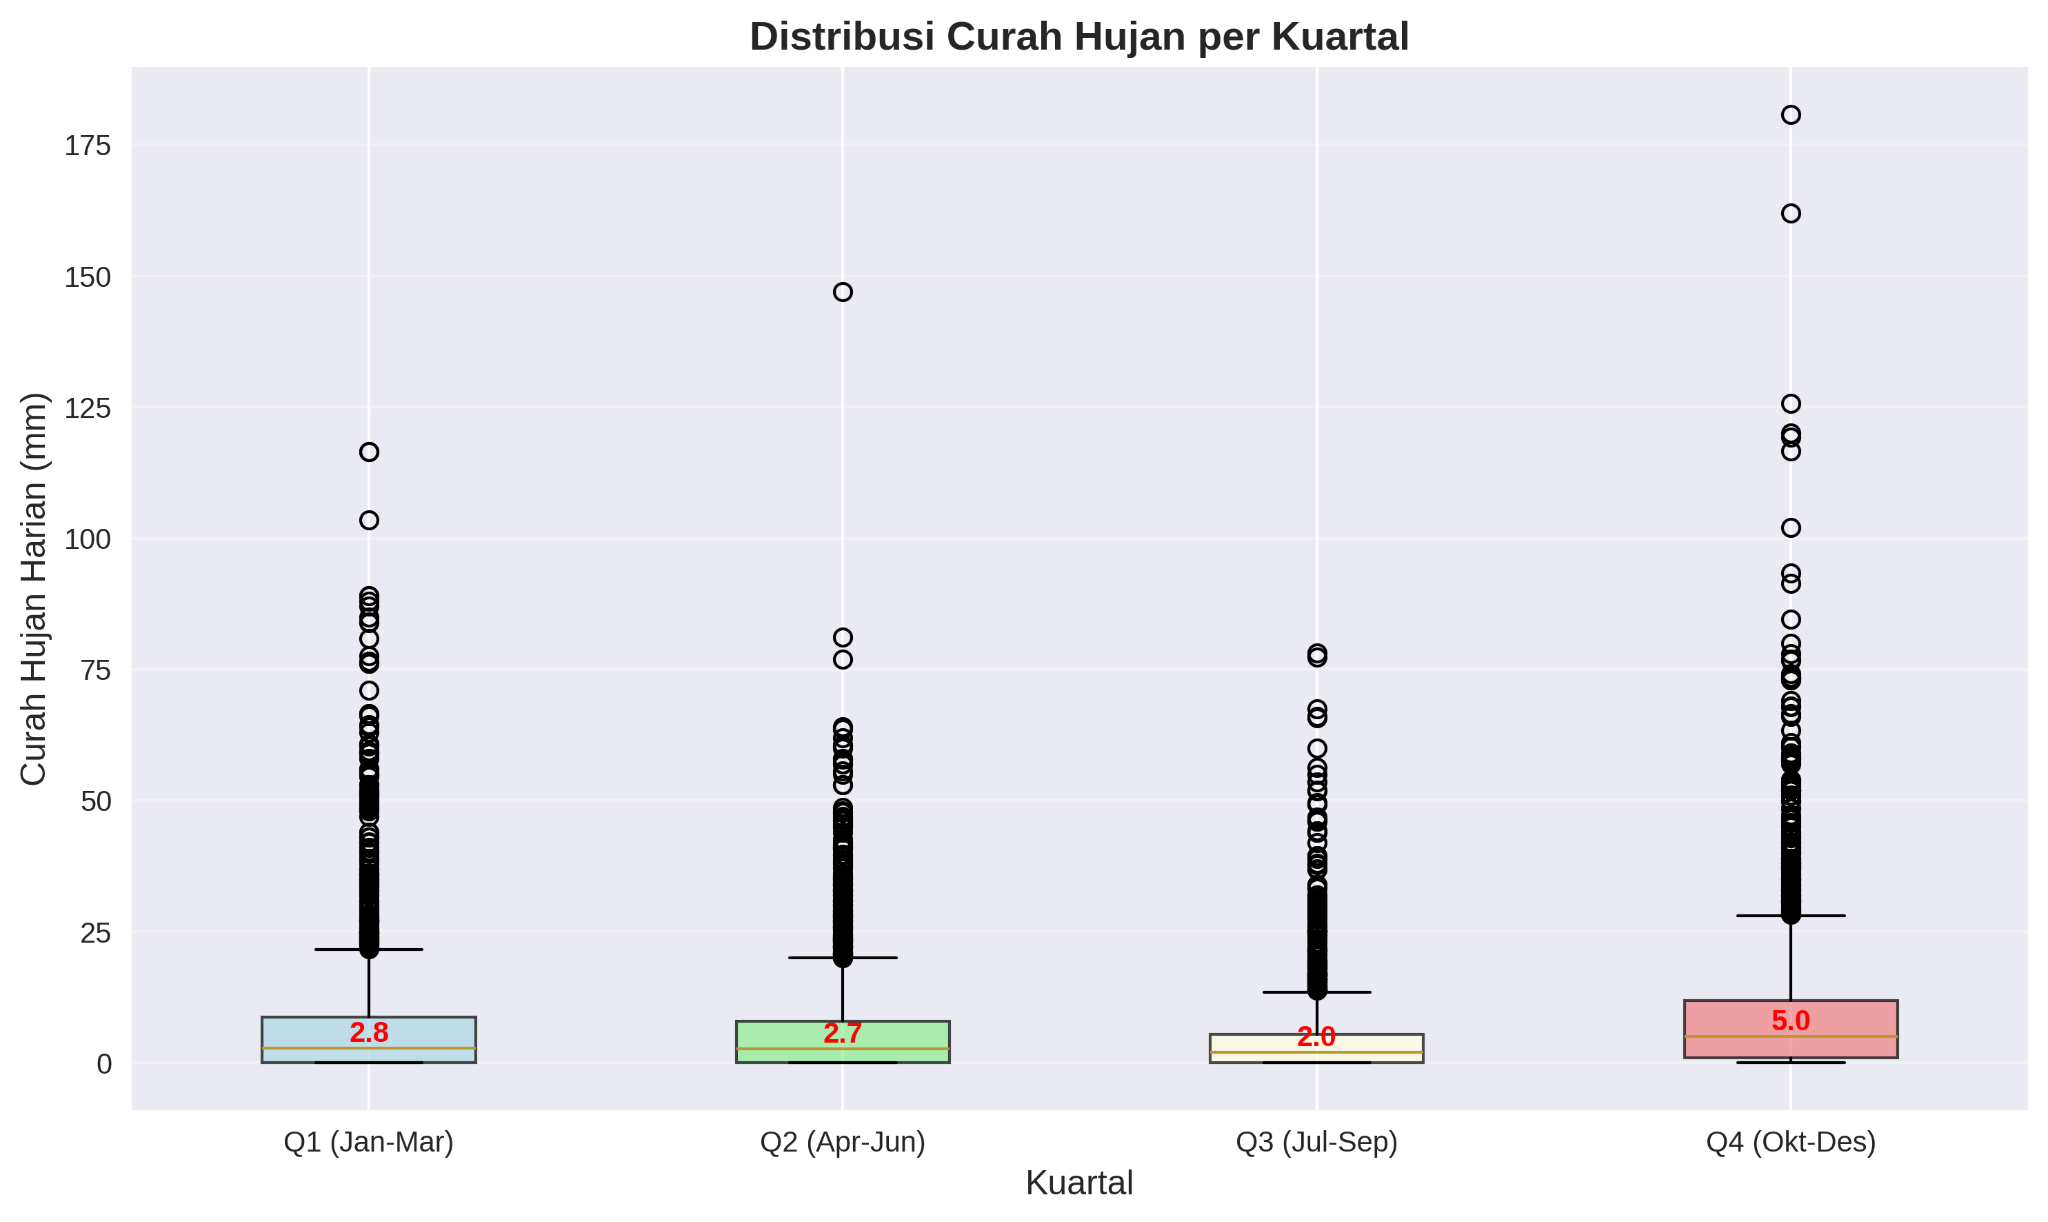 Distribusi Curah Hujan per Kuartal
Curah Hujan Harian (mm)
175
150
125
100
75
50
25
0
2.8
2.7
2.0
5.0
Q1 (Jan-Mar)
Q2 (Apr-Jun)
Q3 (Jul-Sep)
Q4 (Okt-Des)
Kuartal